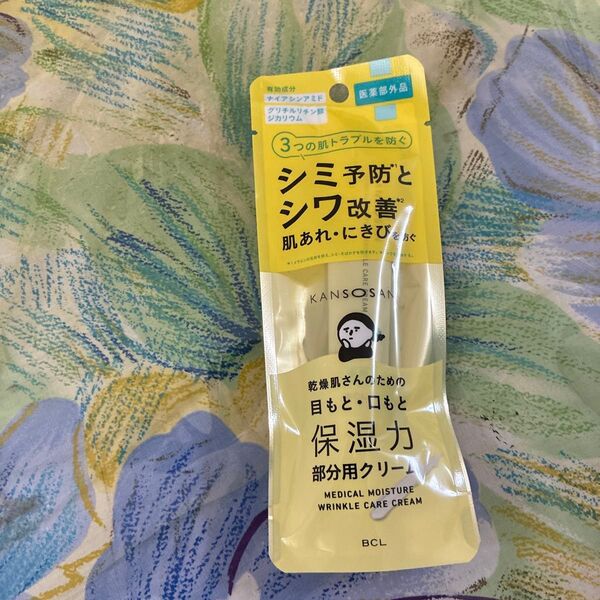 有効成分
ナイアシンアミド
グリチルリチン酸
ジカリウム
医薬部外品
3つの肌トラブルを防ぐ
シミ予防と
シワ改善※2
肌あれ・にきびを防ぐ
KANSOSAN
乾燥肌さんのための
目もと・口もと
保湿力
部分用クリーム
MEDICAL MOISTURE
WRINKLE CARE CREAM
BCL